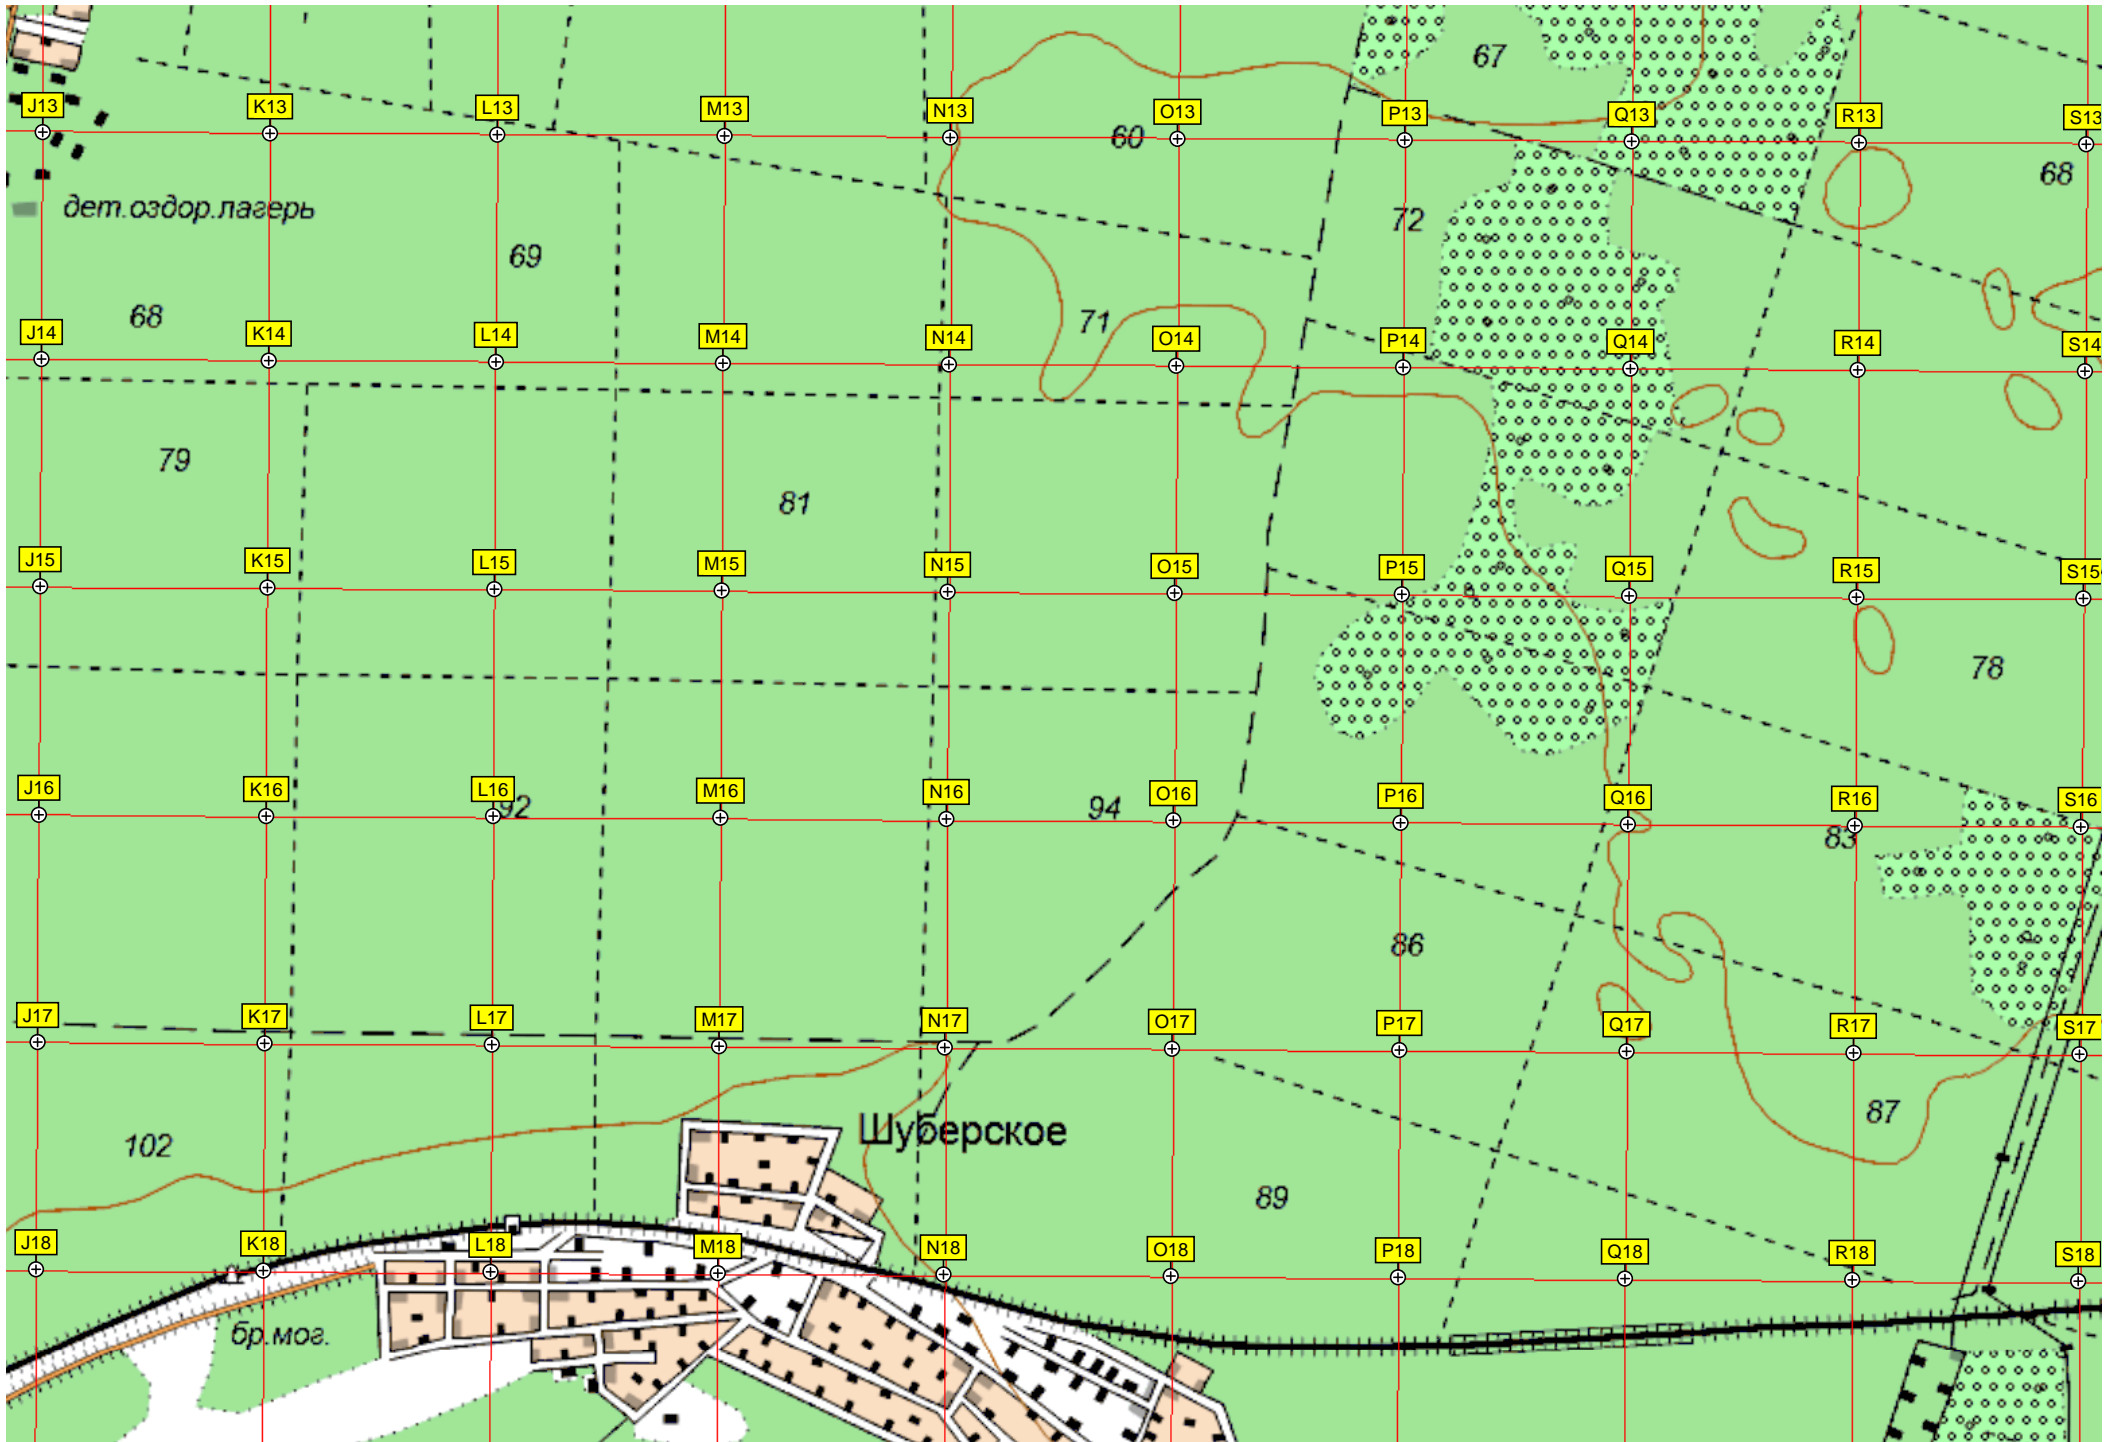 67
J13 K13 L13 M13 N13 O13 P13 Q13 R13 S13
60
68
дет.оздор.лагерь
72
69
68
71
J14 K14 L14 M14 N14 O14 P14 Q14 R14 S14
79
81
J15 K15 L15 M15 N15 O15 P15 Q15 R15 S15
78
J16 K16 L16 M16 N16 O16 P16 Q16 R16 S16
92
94
83
86
J17 K17 L17 M17 N17 O17 P17 Q17 R17 S17
87
Шуберское
102
89
J18 K18 L18 M18 N18 O18 P18 Q18 R18 S18
бр.мог.